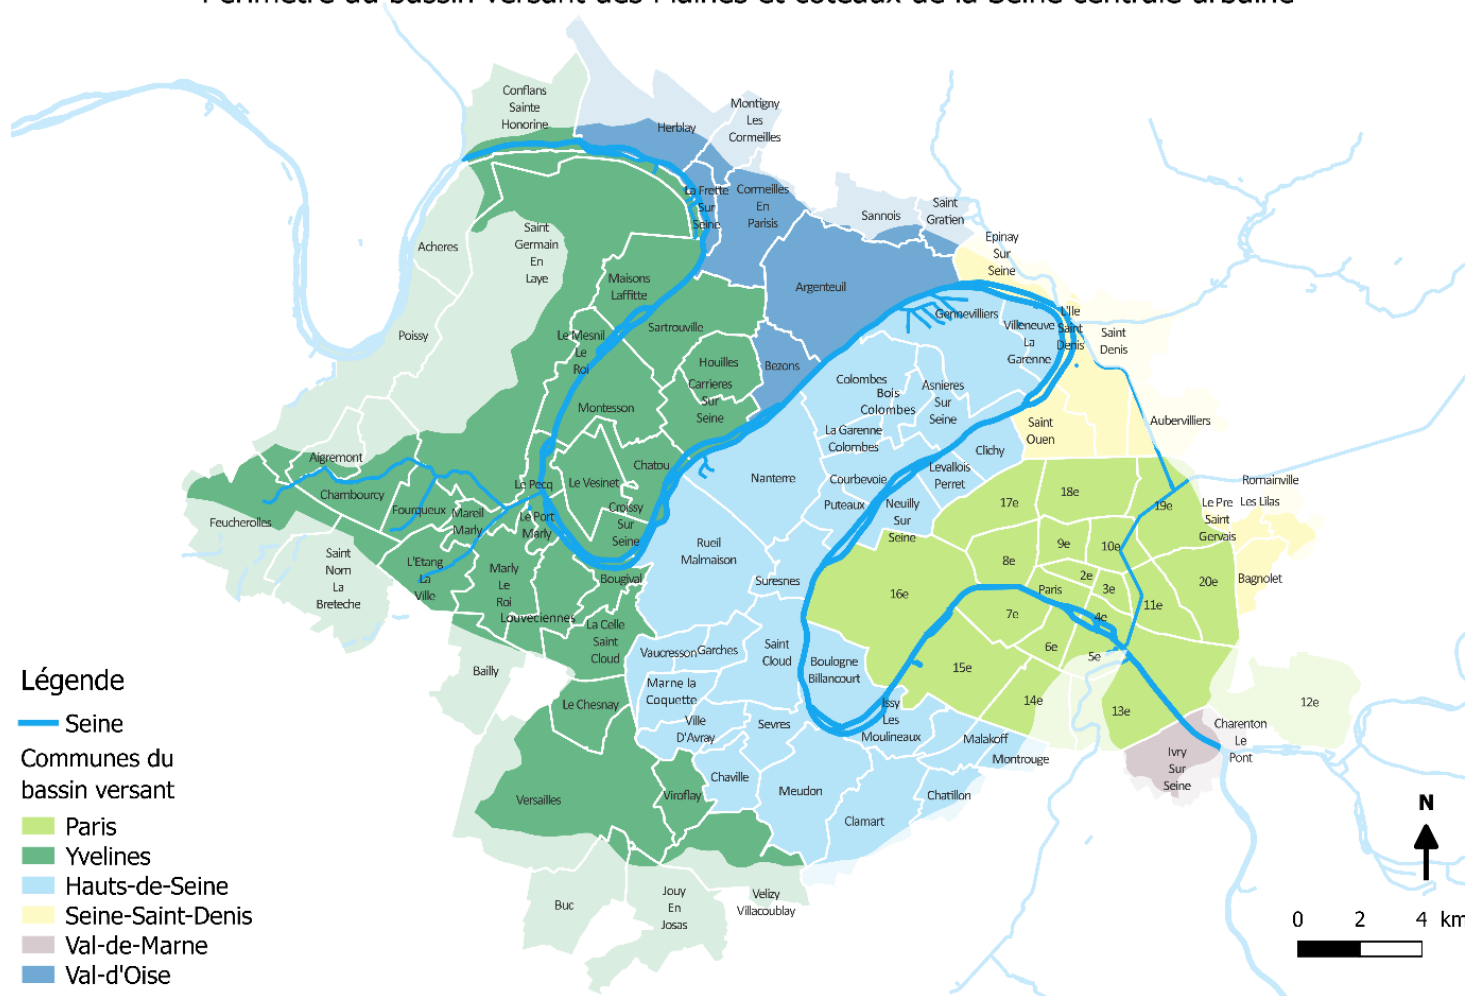 Périmètre du bassin versant des Plaines et coteaux de la Seine centrale urbaine
Conflans
Sainte
Honorine
Herblay
Montigny
Les
Cormeilles
La Frette
Sur
Seine
Cormeilles
En
Parisis
Sannois
Saint
Gratien
Epinay
Sur
Seine
Acheres
Saint
Germain
En
Laye
Maisons
Laffitte
Argenteuil
Poissy
Le Mesnil
Le
Roi
Sartrouville
Houilles
Carrieres
Sur
Seine
Bezons
Gennevilliers
Villeneuve
La
Garenne
L'Ile
Saint
Denis
Saint
Denis
Colombes
Bois
Colombes
Asnieres
Sur
Seine
La Garenne
Colombes
Saint
Ouen
Aubervilliers
Montesson
Clichy
Aigremont
Chambourcy
Fourqueux
Mareil
Marly
Le Pecq
Le Vesinet
Chatou
Croissy
Sur
Seine
Le Port
Marly
Nanterre
Courbevoie
Levallois
Perret
Puteaux
Neuilly
Sur
Seine
Romainville
Le Pre
Saint
Gervais
Les Lilas
Bagnolet
Feucherolles
Saint
Nom
La
Breteche
L'Etang
La
Ville
Marly
Le
Roi
Louveciennes
Bougival
La Celle
Saint
Cloud
Rueil
Malmaison
Suresnes
17e
18e
19e
8e
9e
10e
2e
3e
Paris
4e
11e
20e
16e
7e
6e
5e
15e
14e
13e
12e
Vaucresson
Garches
Saint
Cloud
Boulogne
Billancourt
Marne la
Coquette
Ville
D'Avray
Sevres
Issy
Les
Moulineaux
Malakoff
Montrouge
Charenton
Le
Pont
Ivry
Sur
Seine
Bailly
Le Chesnay
Versailles
Viroflay
Chaville
Meudon
Chatillon
Clamart
Buc
Jouy
En
Josas
Velizy
Villacoublay
Légende
Seine
Communes du
bassin versant
Paris
Yvelines
Hauts-de-Seine
Seine-Saint-Denis
Val-de-Marne
Val-d'Oise
N
0 2 4 km